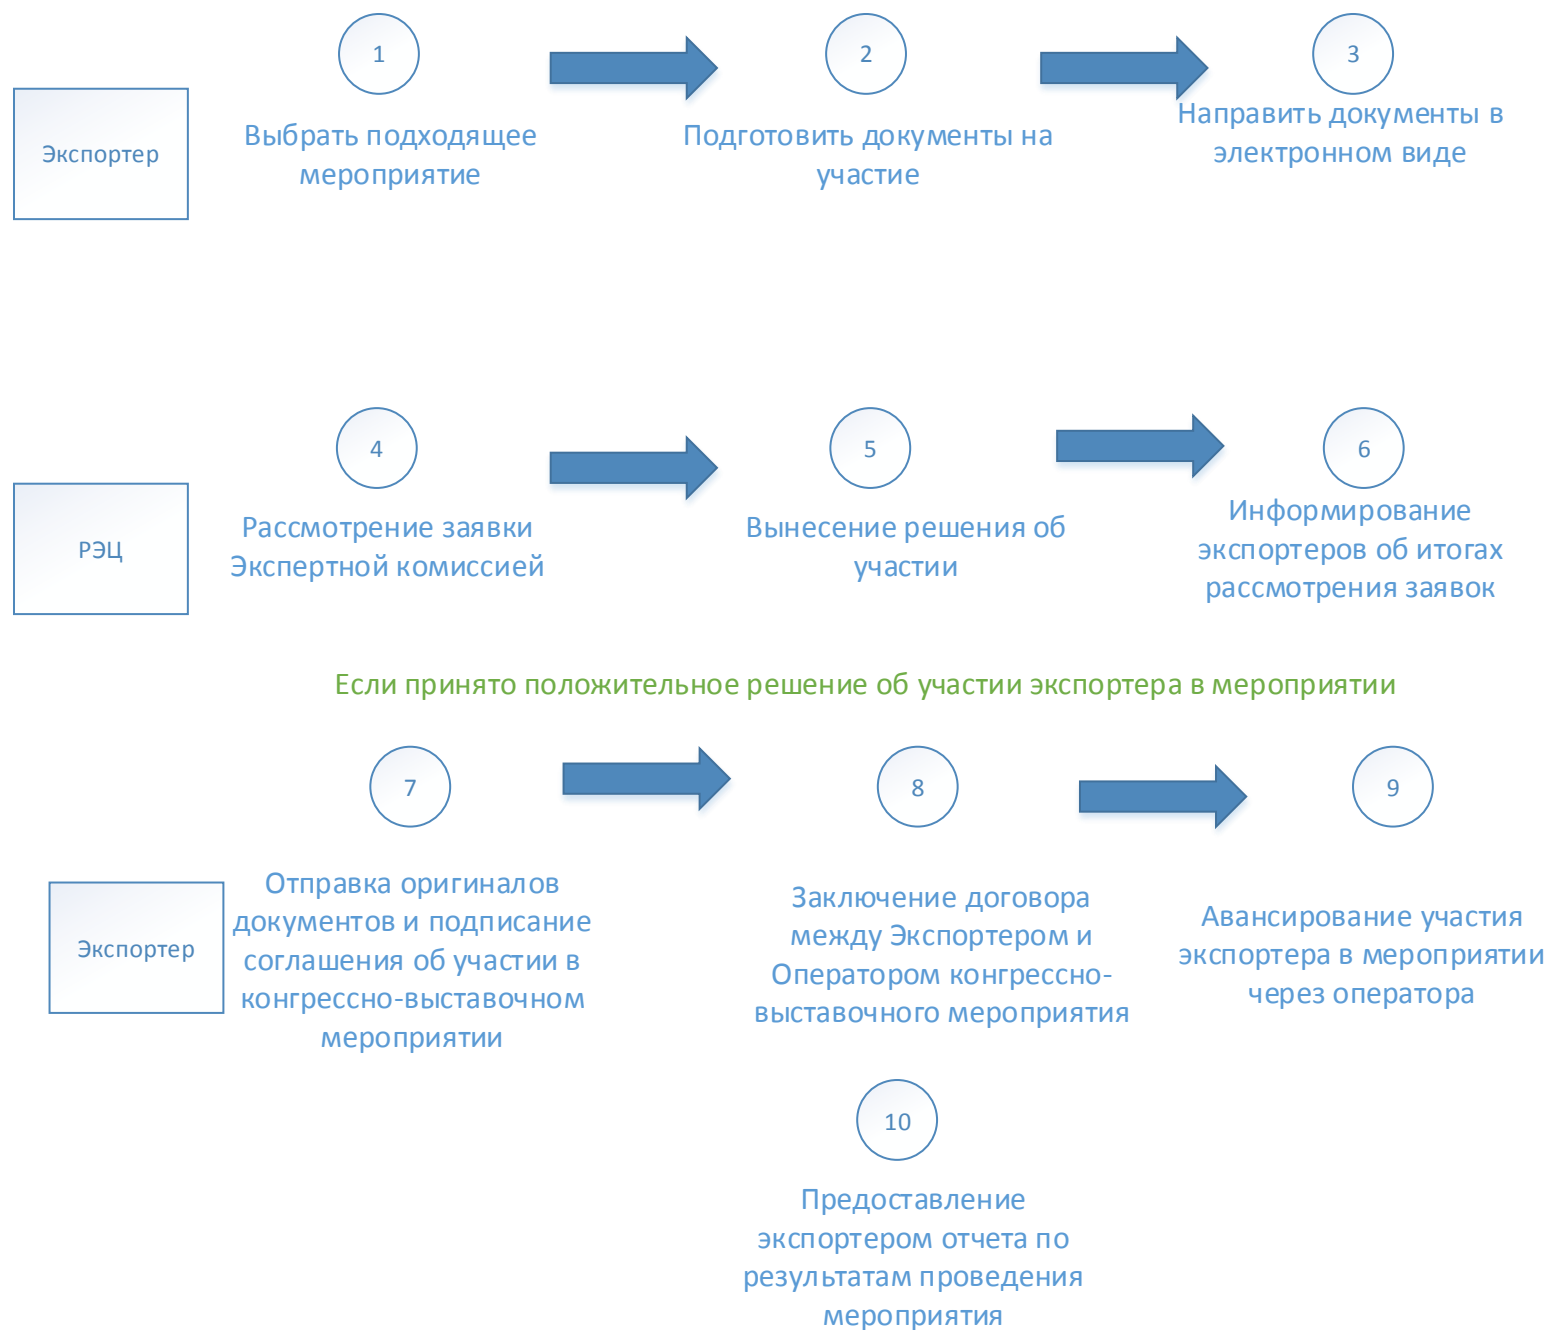 Экспортер
1
Выбрать подходящее
мероприятие
2
Подготовить документы на
участие
3
Направить документы в
электронном виде
РЭЦ
4
Рассмотрение заявки
Экспертной комиссией
5
Вынесение решения об
участии
6
Информирование
экспортеров об итогах
рассмотрения заявок
Если принято положительное решение об участии экспортера в мероприятии
Экспортер
7
Отправка оригиналов
документов и подписание
соглашения об участии в
конгрессно-выставочном
мероприятии
8
Заключение договора
между Экспортером и
Оператором конгрессно-
выставочного мероприятия
9
Авансирование участия
экспортера в мероприятии
через оператора
10
Предоставление
экспортером отчета по
результатам проведения
мероприятия